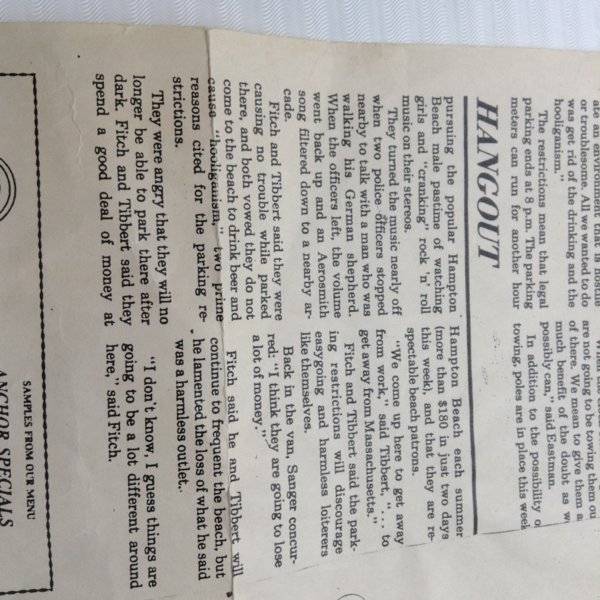 ate an environment that is hostile
or troublesome. All we wanted to do
was get rid of the drinking and the
hooliganism."
The restrictions mean that legal
parking ends at 8 p.m. The parking
meters can run for another hour
are not going to be towing them ou
of there. We mean to give them a
much benefit of the doubt as w
possibly can," said Eastman.
In addition to the possibility o
towing, poles are in place this week
HANGOUT
pursuing the popular Hampton
Beach male pastime of watching
girls and "cranking" rock 'n' roll
music on their stereos.
They turned the music nearly off
when two police officers stopped
nearby to talk with a man who was
walking his German shepherd.
When the officers left, the volume
went back up and an Aerosmith
song filtered down to a nearby ar-
cade.
Fitch and Tibbert said they were
causing no trouble while parked
there, and both vowed they do not
come to the beach to drink beer and
cause "hooliganism," two prime
reasons cited for the parking re-
strictions.
They were angry that they will no
longer be able to park there after
dark. Fitch and Tibbert said they
spend a good deal of money at
Hampton Beach each summer
(more than $180 in just two days
this week), and that they are re-
spectable beach patrons.
"We come up here to get away
from work," said Tibbert, ". . . to
get away from Massachusetts."
Fitch and Tibbert said the park-
ing restrictions will discourage
easygoing and harmless loiterers
like themselves.
Back in the van, Sanger concur-
red: "I think they are going to lose
a lot of money."
Fitch said he and Tibbert will
continue to frequent the beach, but
he lamented the loss of what he said
was a harmless outlet.
"I don't know, I guess things are
going to be a lot different around
here," said Fitch.
SAMPLES FROM OUR MENU
ANCHOR SPECIALS